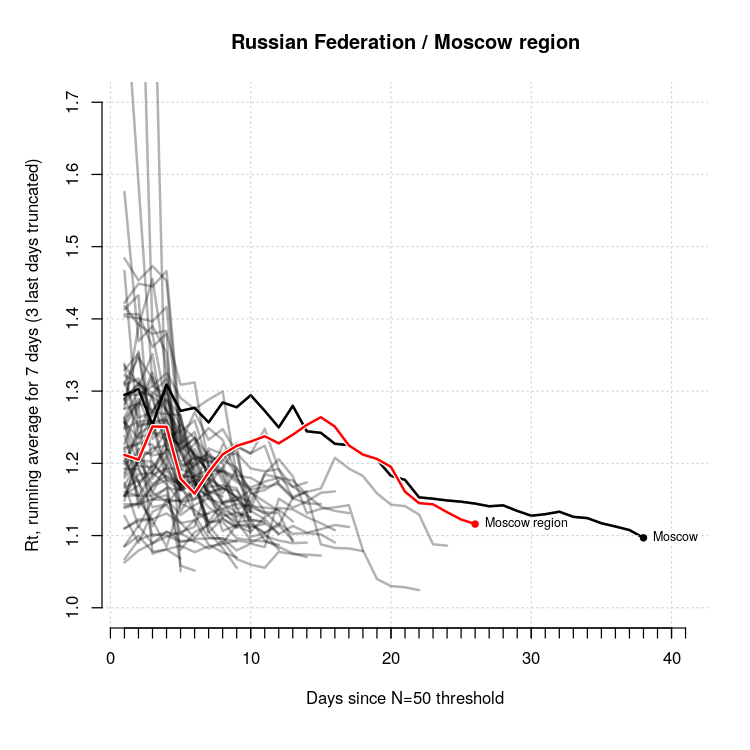 Russian Federation / Moscow region
Rt, running average for 7 days (3 last days truncated)
1.7
1.6
1.5
1.4
1.3
1.2
1.1
1.0
Moscow region
Moscow
0
10
20
30
40
Days since N=50 threshold